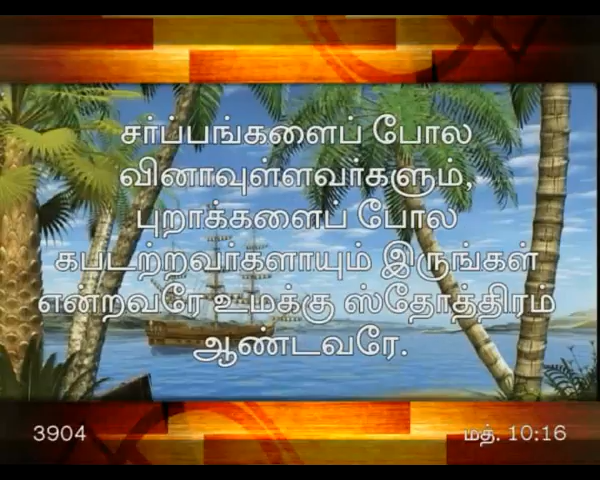 சர்ப்பங்களைப் போல
வினாவுள்ளவர்களும்,
புறாக்களைப போல
கபடற்றவர்களாயும் இருங்கள்
என்றவரே உமக்கு ஸ்தோத்திரம்
ஆண்டவரே.
3904
மத். 10:16